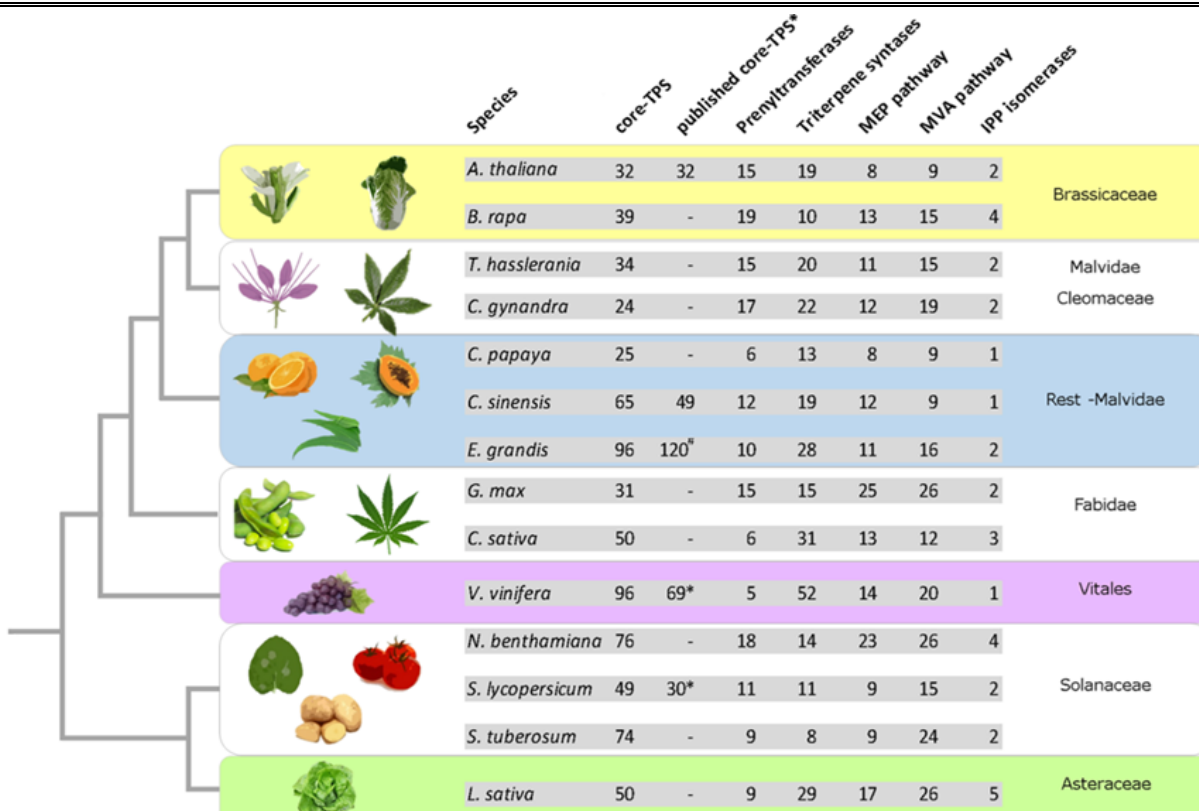 Species core-TPS published core-TPS* Prenyltransferases Triterpene syntases MEP pathway MVA pathway IPP isomerases
A. thaliana 32 32 15 19 8 9 2
Brassicaceae
B. rapa 39 - 19 10 13 15 4
T. hasslerania 34 - 15 20 11 15 2 Malvidae
C. gynandra 24 - 17 22 12 19 2 Cleomaceae
C. papaya 25 - 6 13 8 9 1
C. sinensis 65 49 12 19 12 9 1 Rest -Malvidae
E. grandis 96 120# 10 28 11 16 2
G. max 31 - 15 15 25 26 2
Fabidae
C. sativa 50 - 6 31 13 12 3
V. vinifera 96 69* 5 52 14 20 1 Vitales
N. benthamiana 76 - 18 14 23 26 4
S. lycopersicum 49 30* 11 11 9 15 2 Solanaceae
S. tuberosum 74 - 9 8 9 24 2
L. sativa 50 - 9 29 17 26 5 Asteraceae